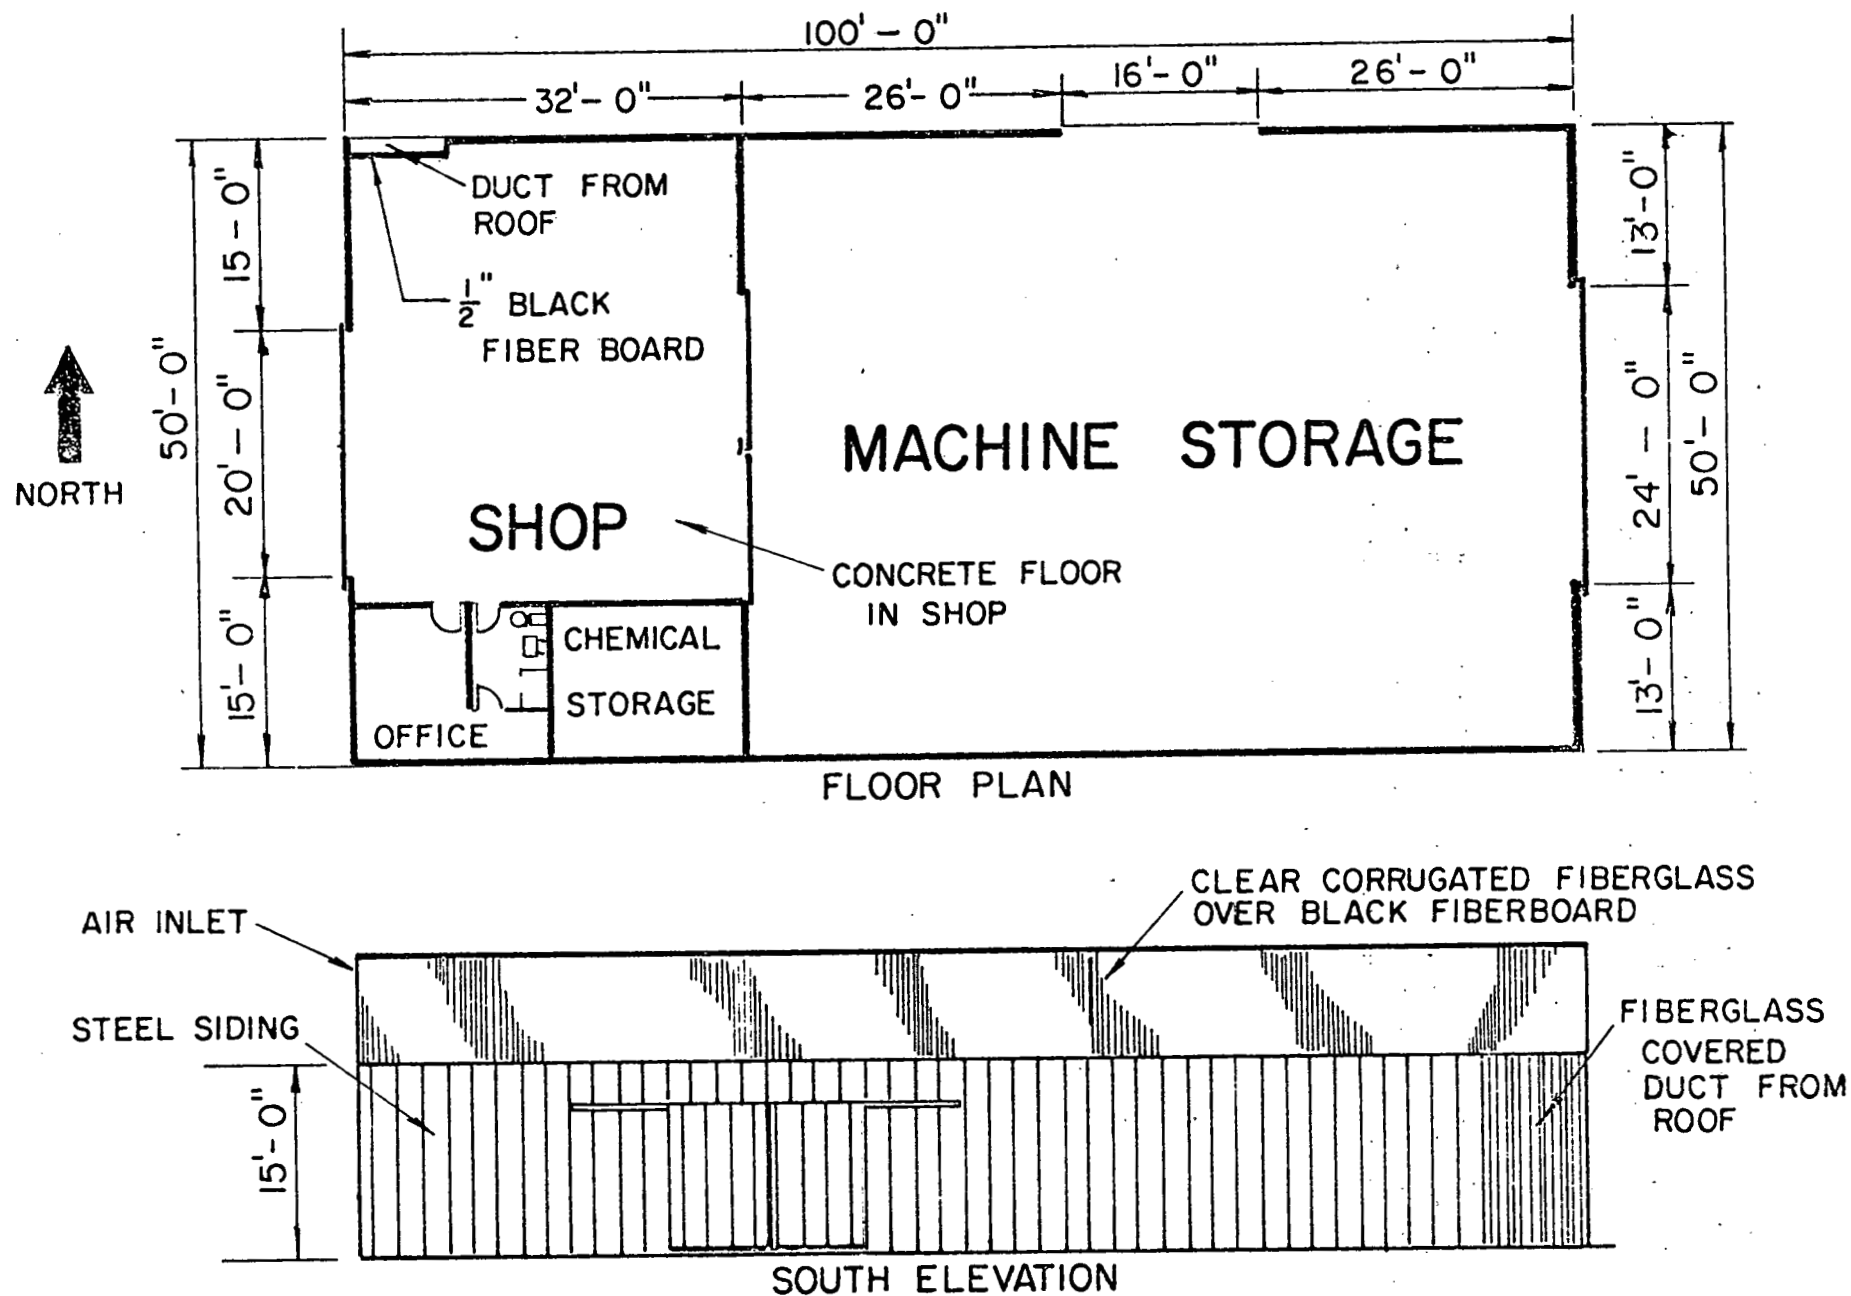 100'-0"
32'-0"
26'-0"
16'-0"
26'-0"
DUCT FROM
ROOF
1/2" BLACK
FIBER BOARD
15'-0"
20'-0"
15'-0"
50'-0"
13'-0"
24'-0"
13'-0"
50'-0"
NORTH
MACHINE STORAGE
SHOP
CONCRETE FLOOR
IN SHOP
CHEMICAL
STORAGE
OFFICE
FLOOR PLAN
CLEAR CORRUGATED FIBERGLASS
OVER BLACK FIBERBOARD
AIR INLET
STEEL SIDING
FIBERGLASS
COVERED
DUCT FROM
ROOF
15'-0"
SOUTH ELEVATION